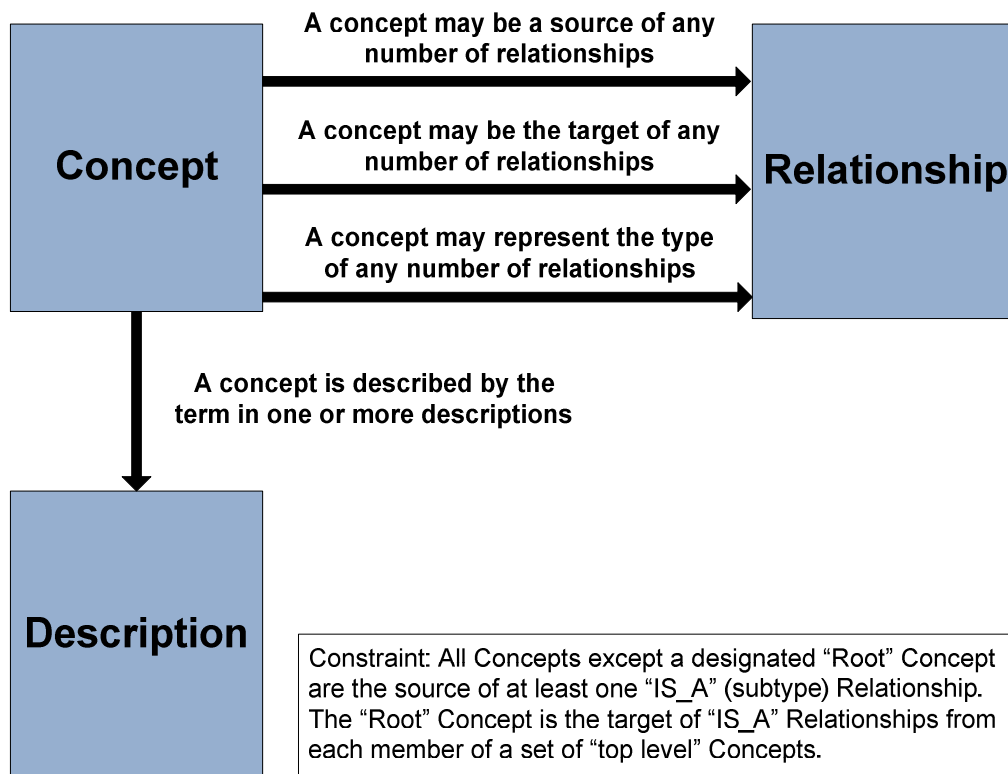 A concept may be a source of any
number of relationships
A concept may be the target of any
number of relationships
Concept
Relationship
A concept may represent the type
of any number of relationships
A concept is described by the
term in one or more descriptions
Description
Constraint: All Concepts except a designated “Root” Concept
are the source of at least one “IS_A” (subtype) Relationship.
The “Root” Concept is the target of “IS_A” Relationships from
each member of a set of “top level” Concepts.